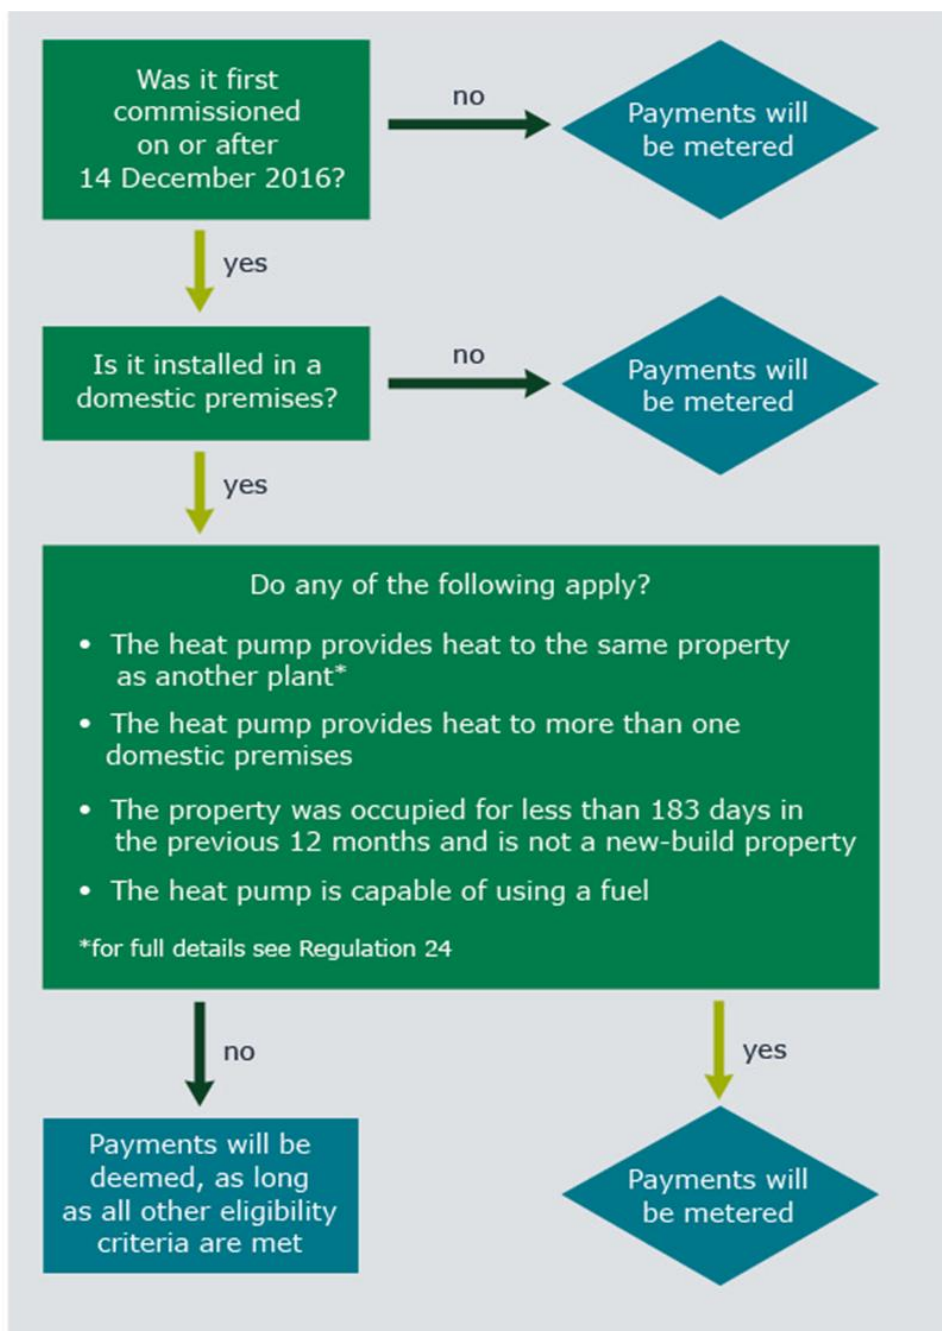 Was it first
commissioned
on or after
14 December 2016?
no
Payments will
be metered
yes
Is it installed in a
domestic premises?
no
Payments will
be metered
yes
Do any of the following apply?
• The heat pump provides heat to the same property
as another plant*
• The heat pump provides heat to more than one
domestic premises
• The property was occupied for less than 183 days in
the previous 12 months and is not a new-build property
• The heat pump is capable of using a fuel
*for full details see Regulation 24
no
yes
Payments will be
deemed, as long
as all other eligibility
criteria are met
Payments will
be metered